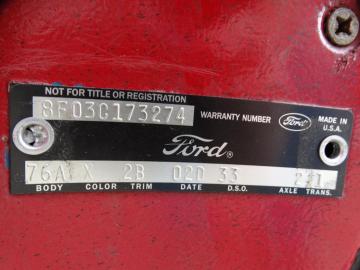 NOT FOR TITLE OR REGISTRATION
8F03C173274 WARRANTY NUMBER Ford MADE IN U.S.A.
Ford
76A X 2B 02D 33
BODY COLOR TRIM DATE D.S.O. AXLE TRANS.